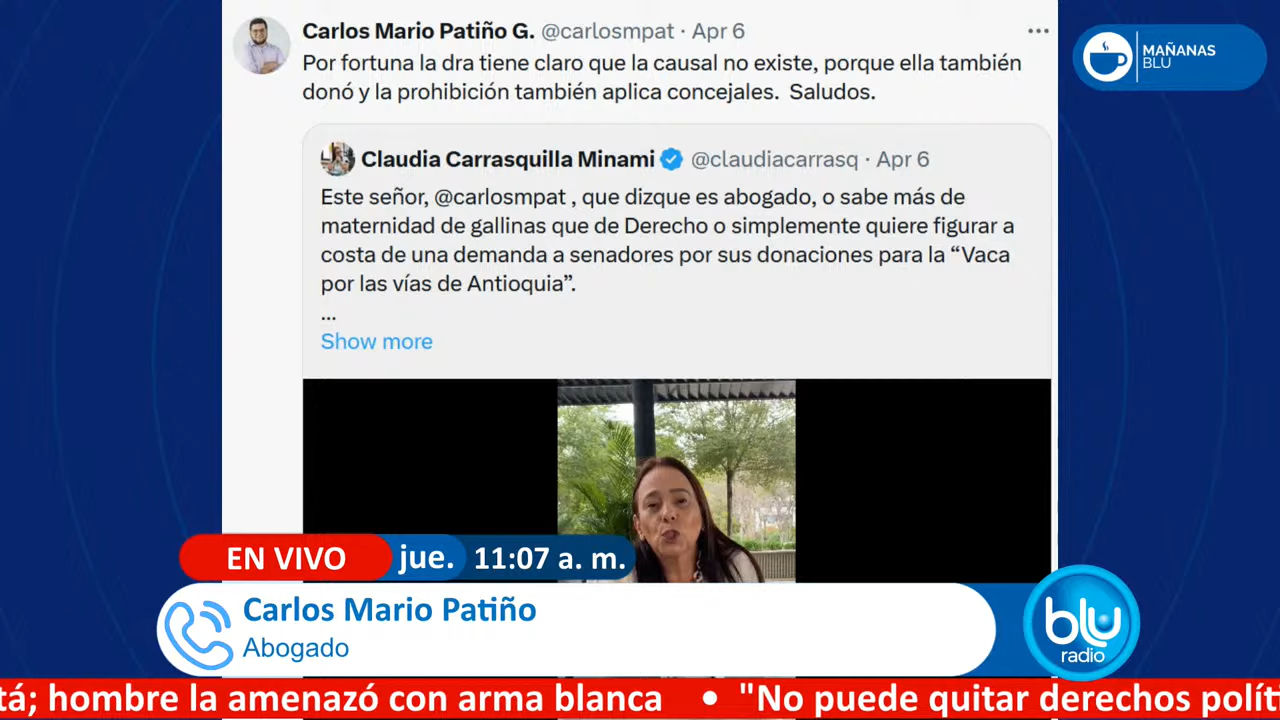 Carlos Mario Patiño G. @carlosmpat · Apr 6
Por fortuna la dra tiene claro que la causal no existe, porque ella también
donó y la prohibición también aplica concejales. Saludos.
MAÑANAS
BLU
Claudia Carrasquilla Minami @claudiacarrasq · Apr 6
Este señor, @carlosmpat , que dizque es abogado, o sabe más de
maternidad de gallinas que de Derecho o simplemente quiere figurar a
costa de una demanda a senadores por sus donaciones para la “Vaca
por las vías de Antioquia”.
...
Show more
EN VIVO jue. 11:07 a. m.
Carlos Mario Patiño
Abogado
blu
radio
tá; hombre la amenazó con arma blanca • "No puede quitar derechos políti